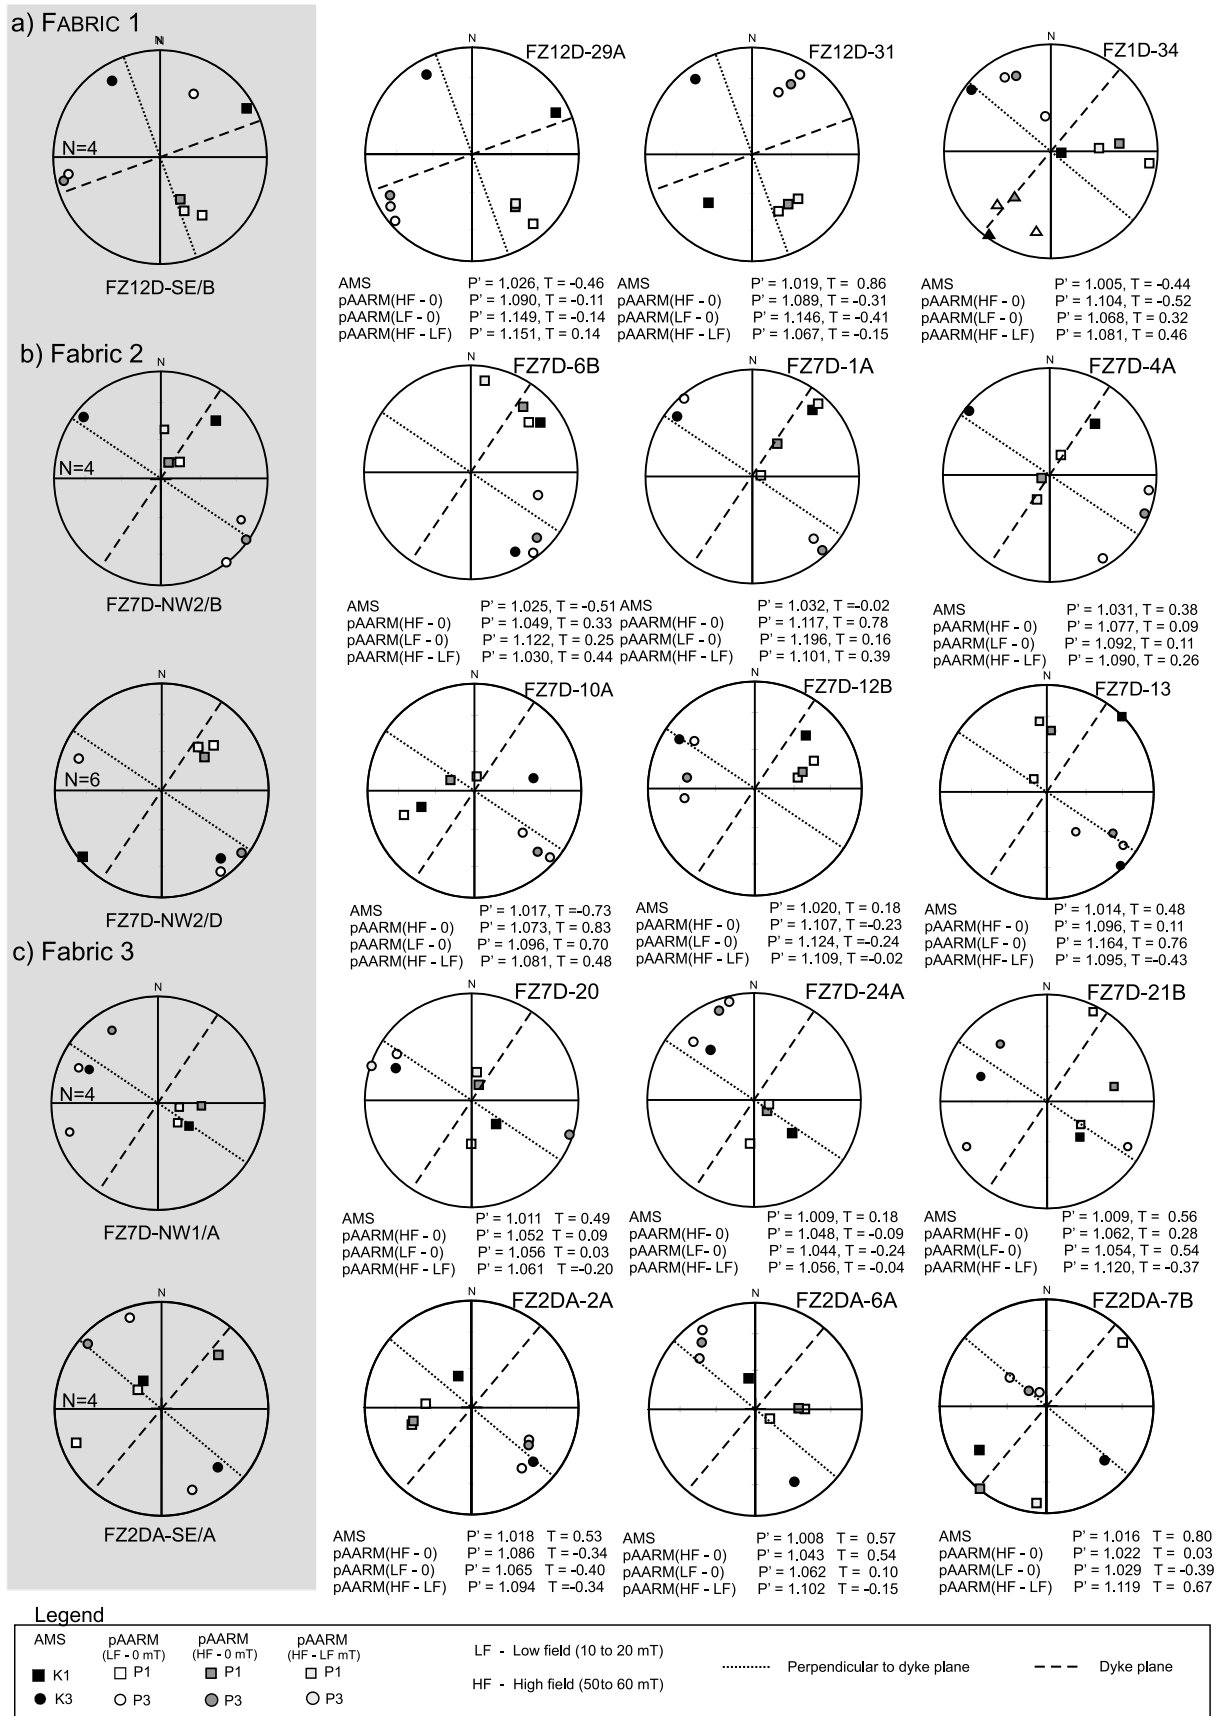 a) FABRIC 1
N
N
N
N
FZ12D-29A
FZ12D-31
FZ1D-34
N=4
FZ12D-SE/B
AMS P' = 1.026, T = -0.46
pAARM(HF - 0) P' = 1.090, T = -0.11
pAARM(LF - 0) P' = 1.149, T = -0.14
pAARM(HF - LF) P' = 1.151, T = 0.14
AMS P' = 1.019, T = 0.86
pAARM(HF - 0) P' = 1.089, T = -0.31
pAARM(LF - 0) P' = 1.146, T = -0.41
pAARM(HF - LF) P' = 1.067, T = -0.15
AMS P' = 1.005, T = -0.44
pAARM(HF - 0) P' = 1.104, T = -0.52
pAARM(LF - 0) P' = 1.068, T = 0.32
pAARM(HF - LF) P' = 1.081, T = 0.46
b) Fabric 2
N
N
N
N
FZ7D-6B
FZ7D-1A
FZ7D-4A
N=4
FZ7D-NW2/B
AMS P' = 1.025, T = -0.51
pAARM(HF - 0) P' = 1.049, T = 0.33
pAARM(LF - 0) P' = 1.122, T = 0.25
pAARM(HF - LF) P' = 1.030, T = 0.44
AMS P' = 1.032, T = -0.02
pAARM(HF - 0) P' = 1.117, T = 0.78
pAARM(LF - 0) P' = 1.196, T = 0.16
pAARM(HF - LF) P' = 1.101, T = 0.39
AMS P' = 1.031, T = 0.38
pAARM(HF - 0) P' = 1.077, T = 0.09
pAARM(LF - 0) P' = 1.092, T = 0.11
pAARM(HF - LF) P' = 1.090, T = 0.26
N
N
N
N
FZ7D-10A
FZ7D-12B
FZ7D-13
N=6
FZ7D-NW2/D
AMS P' = 1.017, T =-0.73
pAARM(HF - 0) P' = 1.073, T = 0.83
pAARM(LF - 0) P' = 1.096, T = 0.70
pAARM(HF - LF) P' = 1.081, T = 0.48
AMS P' = 1.020, T = 0.18
pAARM(HF - 0) P' = 1.107, T = -0.23
pAARM(LF - 0) P' = 1.124, T = -0.24
pAARM(HF - LF) P' = 1.109, T = -0.02
AMS P' = 1.014, T = 0.48
pAARM(HF - 0) P' = 1.096, T = 0.11
pAARM(LF - 0) P' = 1.164, T = 0.76
pAARM(HF - LF) P' = 1.095, T = -0.43
c) Fabric 3
N
N
N
N
FZ7D-20
FZ7D-24A
FZ7D-21B
N=4
FZ7D-NW1/A
AMS P' = 1.011 T = 0.49
pAARM(HF - 0) P' = 1.052 T = 0.09
pAARM(LF - 0) P' = 1.056 T = 0.03
pAARM(HF - LF) P' = 1.061 T = -0.20
AMS P' = 1.009, T = 0.18
pAARM(HF - 0) P' = 1.048, T = -0.09
pAARM(LF - 0) P' = 1.044, T = -0.24
pAARM(HF - LF) P' = 1.056, T = -0.04
AMS P' = 1.009, T = 0.56
pAARM(HF - 0) P' = 1.062, T = 0.28
pAARM(LF - 0) P' = 1.054, T = 0.54
pAARM(HF - LF) P' = 1.120, T = -0.37
N
N
N
N
FZ2DA-2A
FZ2DA-6A
FZ2DA-7B
N=4
FZ2DA-SE/A
AMS P' = 1.018 T = 0.53
pAARM(HF - 0) P' = 1.086 T = -0.34
pAARM(LF - 0) P' = 1.065 T = -0.40
pAARM(HF - LF) P' = 1.094 T = -0.34
AMS P' = 1.008 T = 0.57
pAARM(HF - 0) P' = 1.043 T = 0.54
pAARM(LF - 0) P' = 1.062 T = 0.10
pAARM(HF - LF) P' = 1.102 T = -0.15
AMS P' = 1.016 T = 0.80
pAARM(HF - 0) P' = 1.022 T = 0.03
pAARM(LF - 0) P' = 1.029 T = -0.39
pAARM(HF - LF) P' = 1.119 T = 0.67
Legend
AMS pAARM pAARM pAARM
(LF - 0 mT) (HF - 0 mT) (HF - LF mT)
K1 P1 P1 P1
K3 P3 P3 P3
LF - Low field (10 to 20 mT)
HF - High field (50to 60 mT)
Perpendicular to dyke plane
Dyke plane